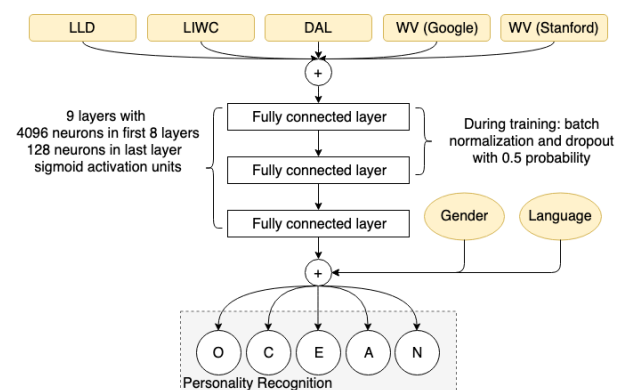 LLD
LIWC
DAL
WV (Google)
WV (Stanford)
+
9 layers with
4096 neurons in first 8 layers
128 neurons in last layer
sigmoid activation units
Fully connected layer
Fully connected layer
Fully connected layer
During training: batch
normalization and dropout
with 0.5 probability
Gender
Language
+
O
C
E
A
N
Personality Recognition